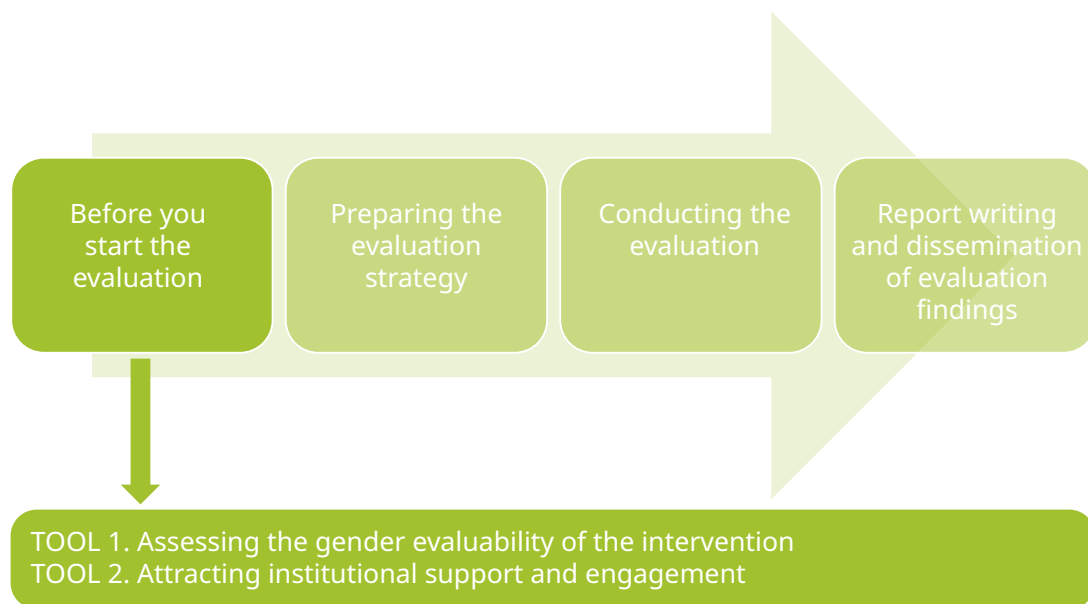 Before you
start the
evaluation
Preparing the
evaluation
strategy
Conducting the
evaluation
Report writing
and dissemination
of evaluation
findings
TOOL 1. Assessing the gender evaluability of the intervention
TOOL 2. Attracting institutional support and engagement